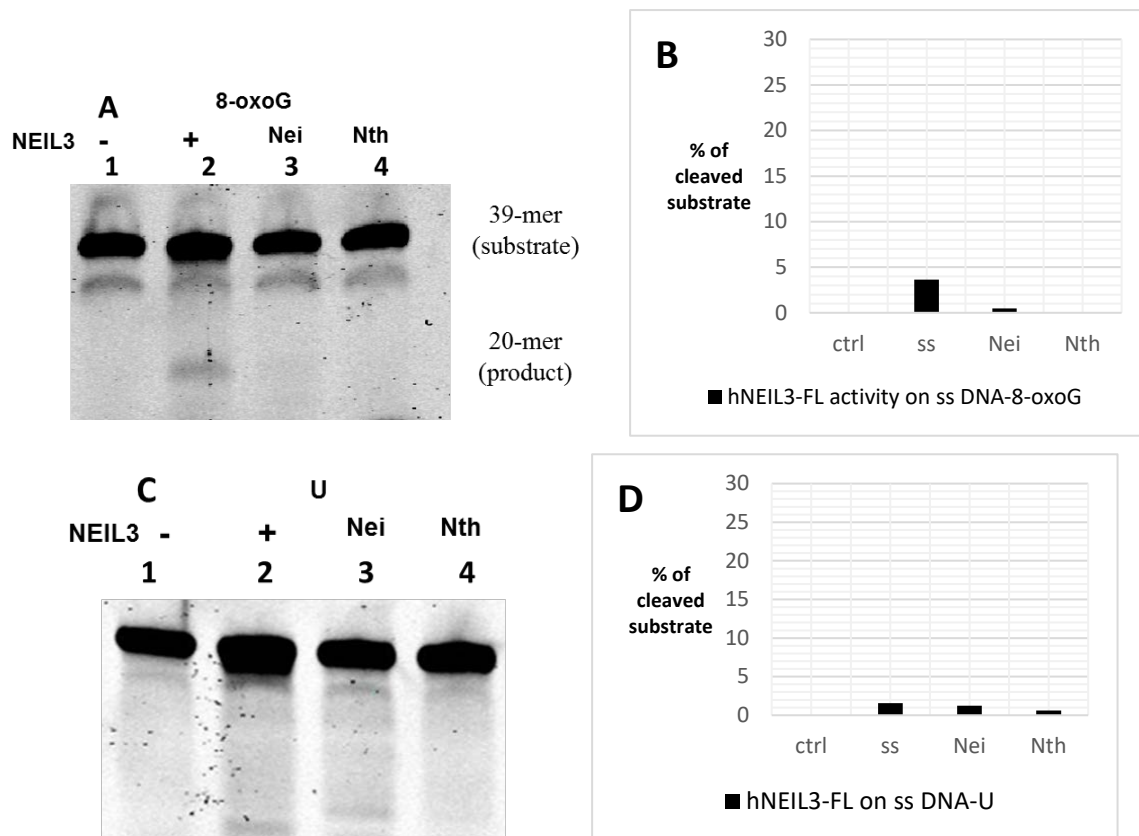 A
8-oxoG
NEIL3 - + Nei Nth
1 2 3 4
39-mer
(substrate)
20-mer
(product)
B
30
25
20
15
10
5
0
% of
cleaved
substrate
ctrl ss Nei Nth
hNEIL3-FL activity on ss DNA-8-oxoG
C U
NEIL3 - + Nei Nth
1 2 3 4
D
30
25
20
15
10
5
0
% of
cleaved
substrate
ctrl ss Nei Nth
hNEIL3-FL on ss DNA-U